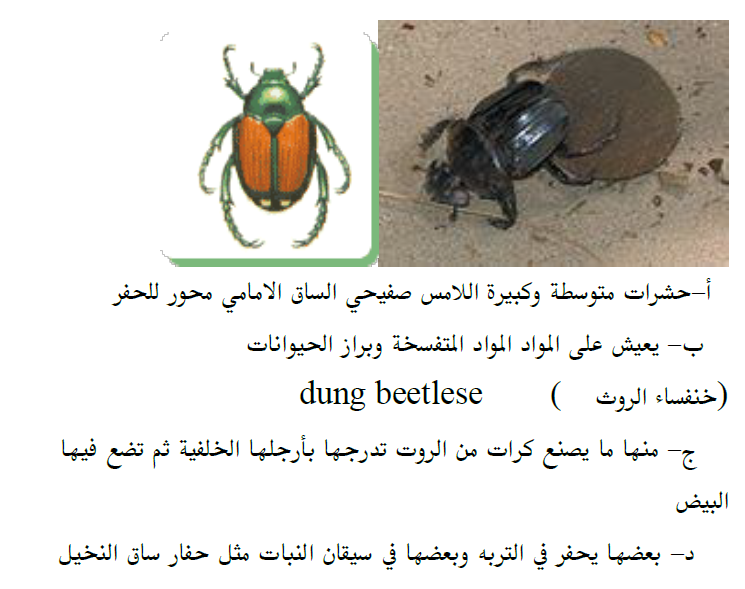 أ–حشرات متوسطة وكبيرة اللامس صفيحي الساق الامامي محور للحفر
ب– يعيش على المواد المواد المتفسخة وبراز الحيوانات
(خنفساء الروث ) dung beetlese
ج– منها ما يصنع كرات من الروت تدرجها بأرجلها الخلفية ثم تضع فيها
البيض
د– بعضها يحفر في التربه وبعضها في سيقان النبات مثل حفار ساق النخيل